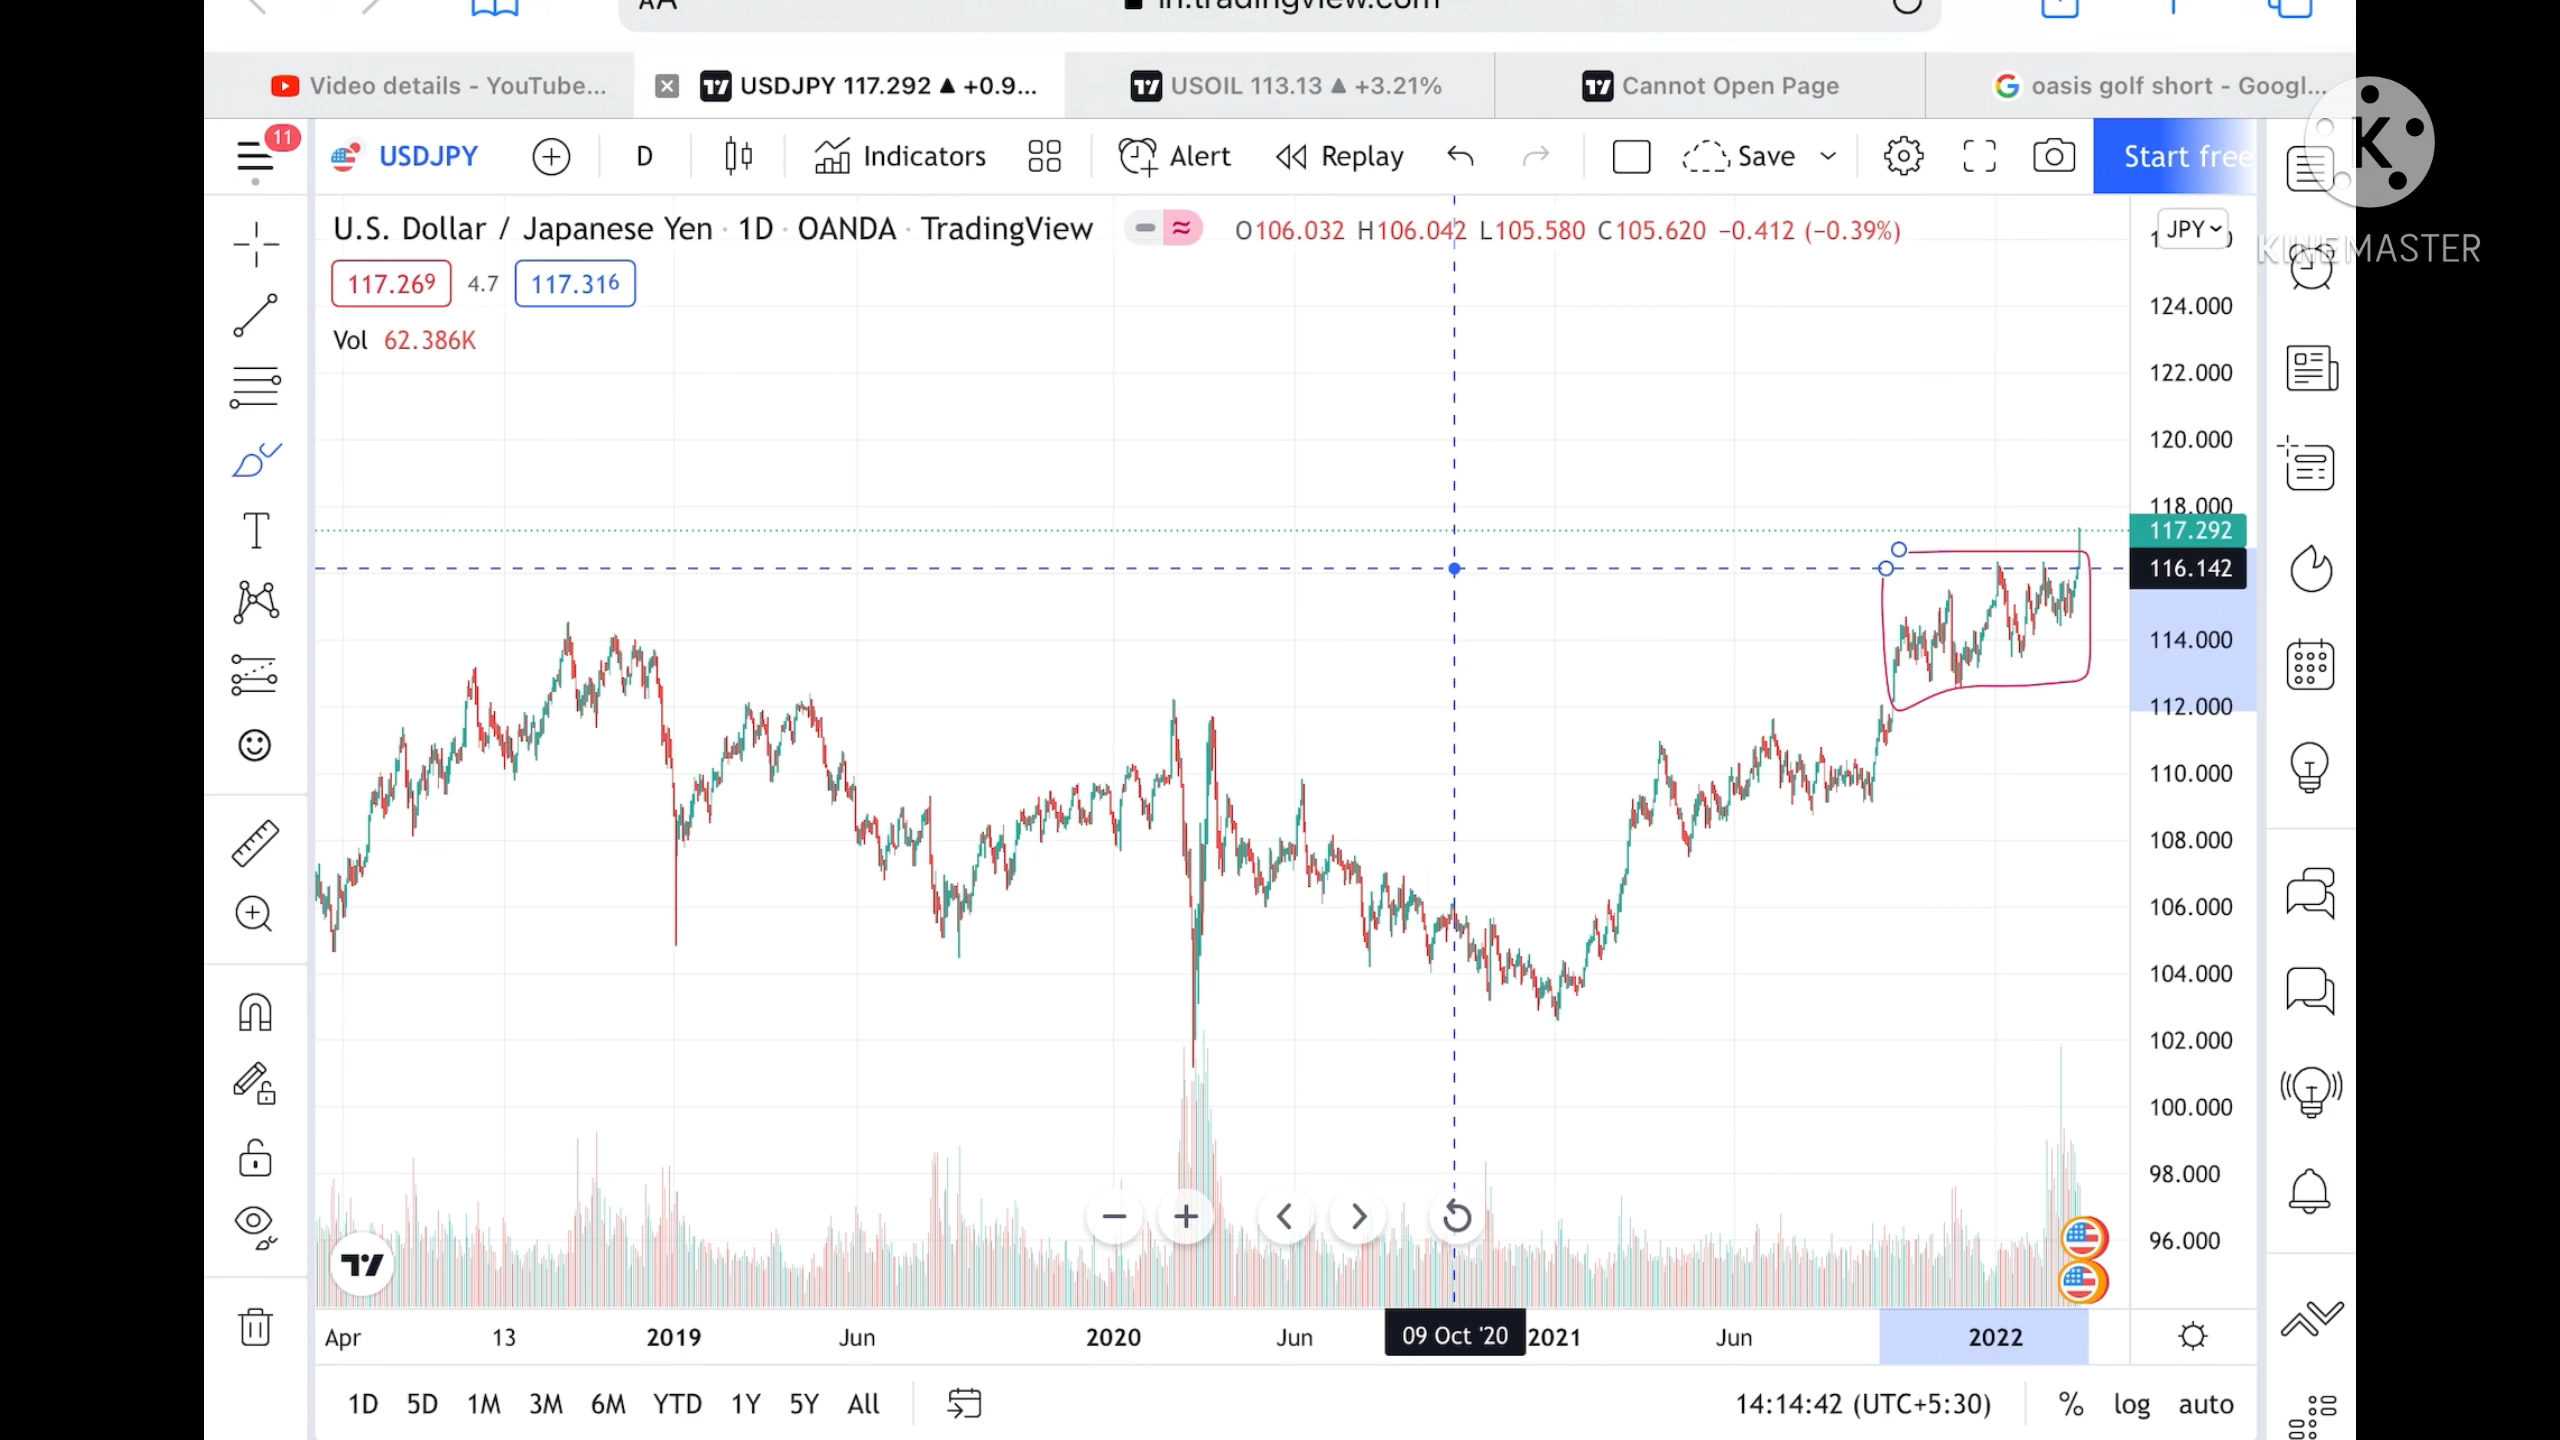 Video details - YouTube...
USDJPY 117.292 ▲ +0.9...
USOIL 113.13 ▲ +3.21%
Cannot Open Page
oasis golf short - Googl...
11
USDJPY
D
Indicators
Alert
Replay
Save
Start free
K
KINEMASTER
U.S. Dollar / Japanese Yen · 1D · OANDA · TradingView
O106.032 H106.042 L105.580 C105.620 −0.412 (−0.39%)
JPY
117.269
4.7
117.316
Vol 62.386K
124.000
122.000
120.000
118.000
117.292
116.142
114.000
112.000
110.000
108.000
106.000
104.000
102.000
100.000
98.000
96.000
Apr
13
2019
Jun
2020
Jun
09 Oct '20
2021
Jun
2022
1D 5D 1M 3M 6M YTD 1Y 5Y All
14:14:42 (UTC+5:30)
% log auto